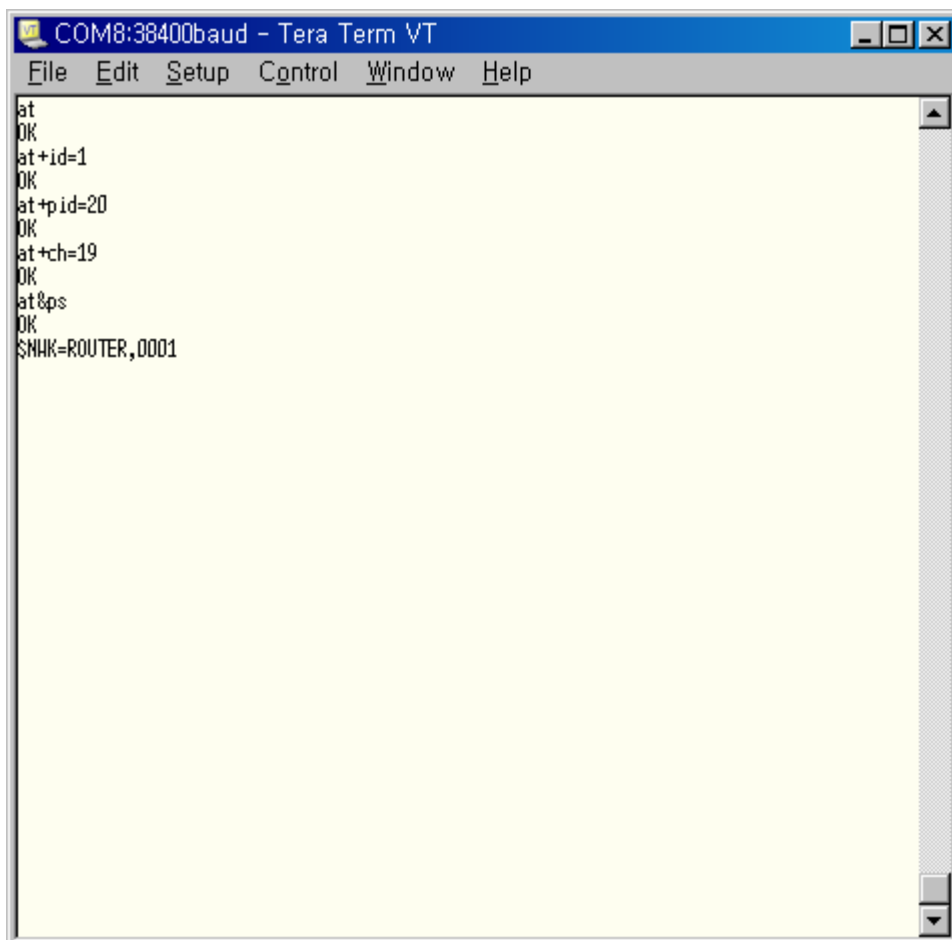 COM8:38400baud - Tera Term VT
File Edit Setup Control Window Help
at
OK
at+id=1
OK
at+pid=20
OK
at+ch=19
OK
at&ps
OK
$NWK=ROUTER,0001